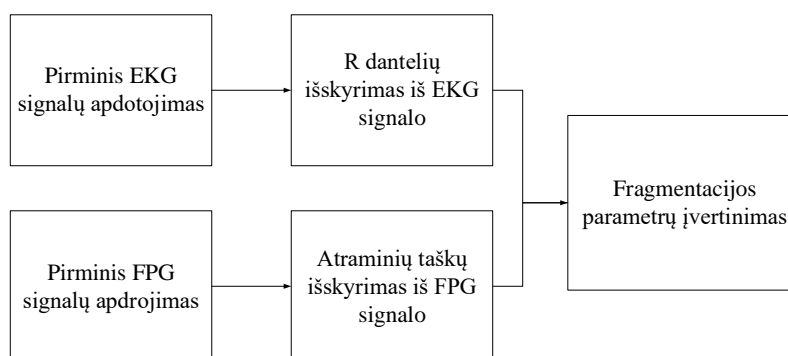 Pirminis EKG
signalų apdotojimas
R dantelių
išskyrimas iš EKG
signalo
Fragmentacijos
parametrų įvertinimas
Pirminis FPG
signalų apdrojimas
Atraminių taškų
išskyrimas iš FPG
signalo